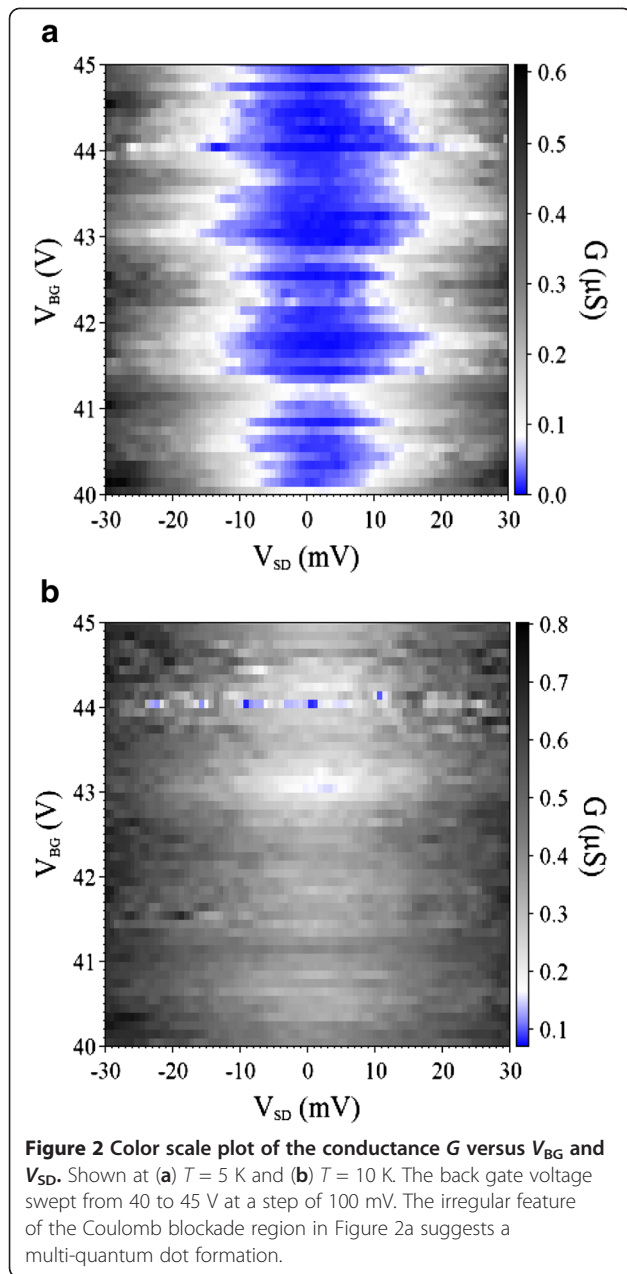 a
45
44
43
42
41
40
V_BG (V)
-30 -20 -10 0 10 20 30
V_SD (mV)
0.6
0.5
0.4
0.3
0.2
0.1
0.0
G (µS)
b
45
44
43
42
41
40
V_BG (V)
-30 -20 -10 0 10 20 30
V_SD (mV)
0.8
0.7
0.6
0.5
0.4
0.3
0.2
0.1
G (µS)
Figure 2 Color scale plot of the conductance G versus V_BG and
V_SD. Shown at (a) T = 5 K and (b) T = 10 K. The back gate voltage
swept from 40 to 45 V at a step of 100 mV. The irregular feature
of the Coulomb blockade region in Figure 2a suggests a
multi-quantum dot formation.